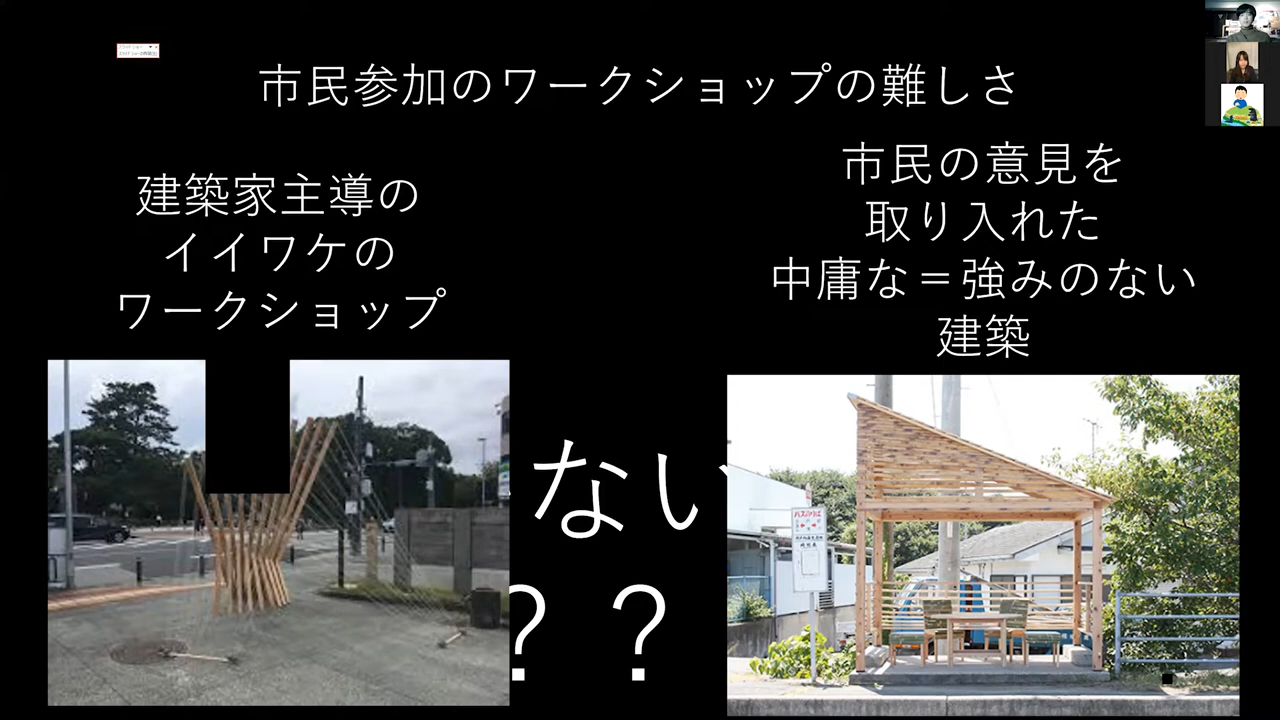 市民参加のワークショップの難しさ
建築家主導の
イイワケの
ワークショップ
市民の意見を
取り入れた
中庸な＝強みのない
建築
ない
？？